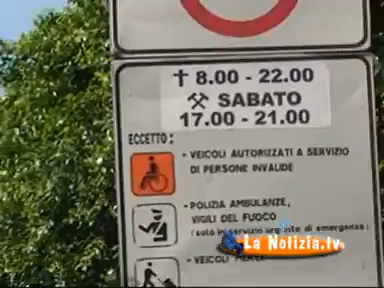 ✝ 8.00 - 22.00
⚒ SABATO
17.00 - 21.00
ECCETTO:
- VEICOLI AUTORIZZATI A SERVIZIO
DI PERSONE INVALIDE
- POLIZIA AMBULANZE,
VIGILI DEL FUOCO
(solo in servizio urgente di emergenza)
La Notizia.tv
- VEICOLI MERCI